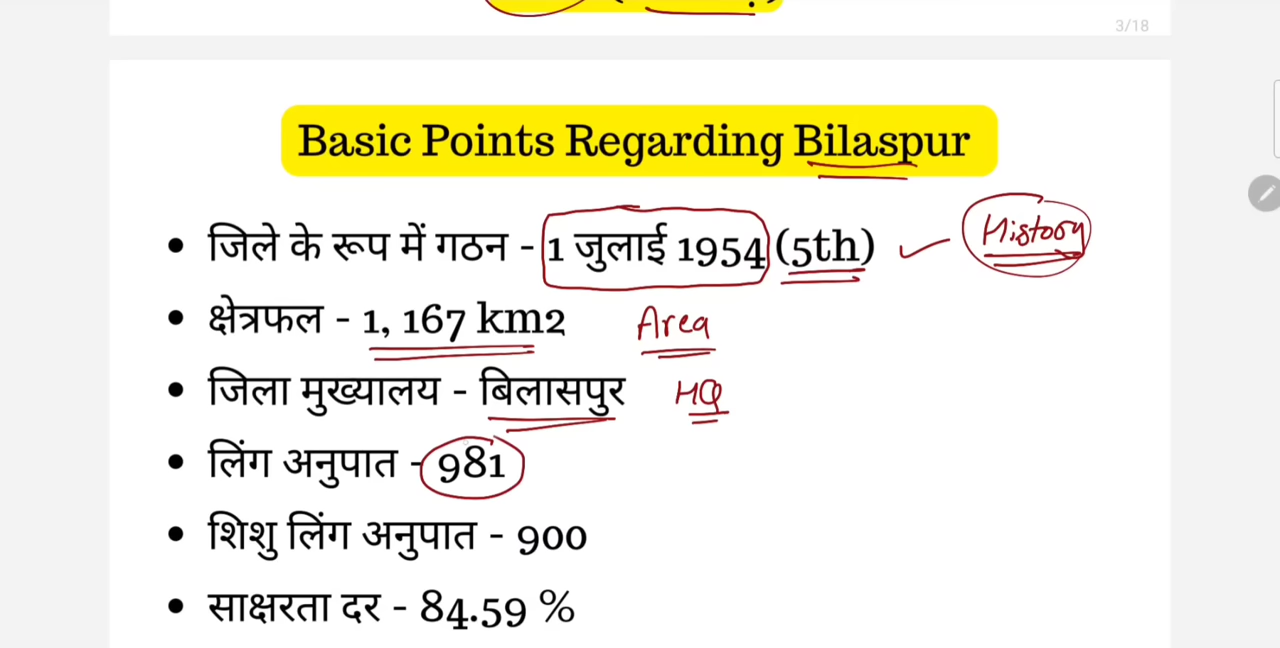 3/18
Basic Points Regarding Bilaspur
• जिले के रूप में गठन - 1 जुलाई 1954 (5th) History
• क्षेत्रफल - 1, 167 km2 Area
• जिला मुख्यालय - बिलासपुर HQ
• लिंग अनुपात - 981
• शिशु लिंग अनुपात - 900
• साक्षरता दर - 84.59 %